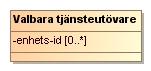 Valbara tjänsteutövare
-enhets-id [0..*]